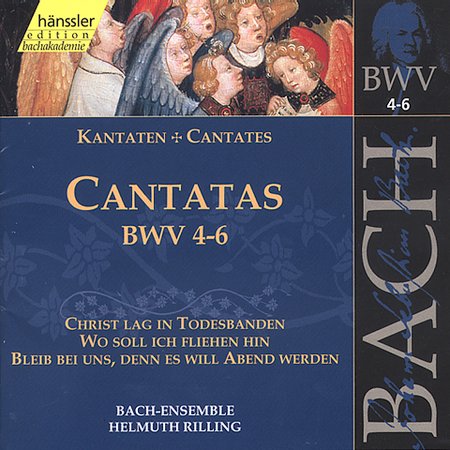 hänssler
edition
bachakademie
BWV
4-6
KANTATEN ✢ CANTATES
CANTATAS
BWV 4-6
CHRIST LAG IN TODESBANDEN
WO SOLL ICH FLIEHEN HIN
BLEIB BEI UNS, DENN ES WILL ABEND WERDEN
BACH-ENSEMBLE
HELMUTH RILLING
BACH